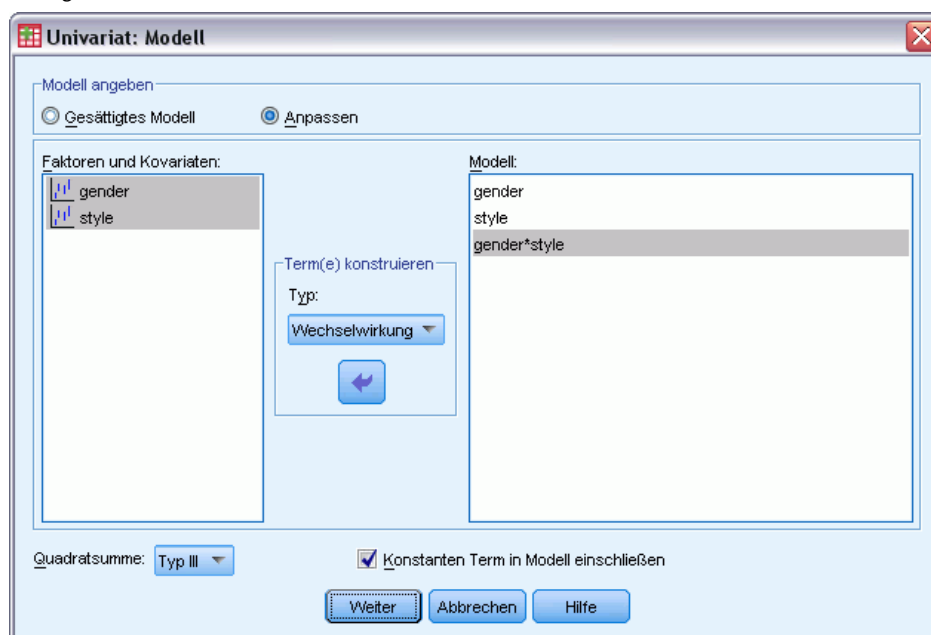 Univariat: Modell
Modell angeben
Gesättigtes Modell
Anpassen
Faktoren und Kovariaten:
gender
style
Term(e) konstruieren
Typ:
Wechselwirkung
Modell:
gender
style
gender*style
Quadratsumme: Typ III
Konstanten Term in Modell einschließen
Weiter Abbrechen Hilfe